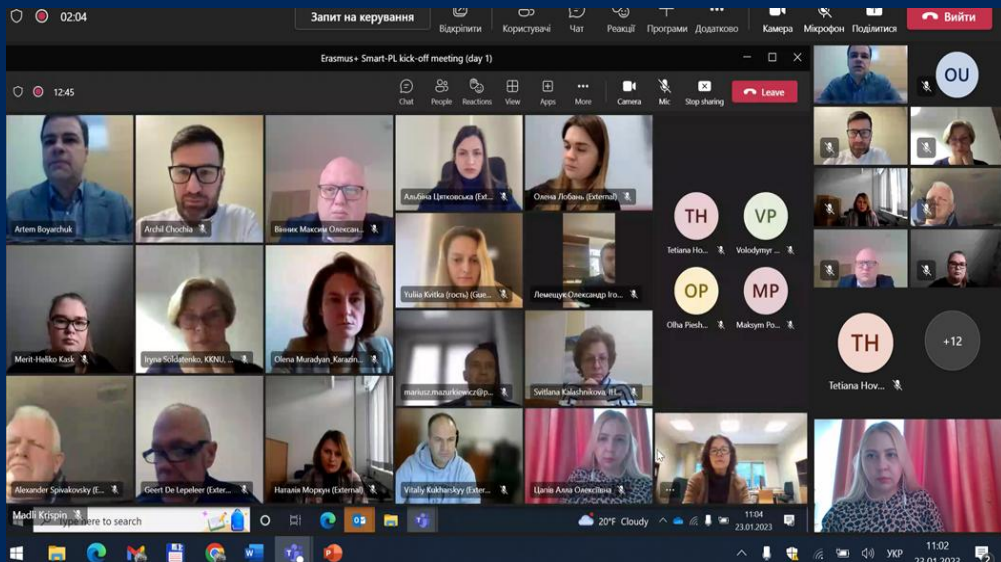 02:04
Запит на керування
Відкріпити
Користувачі
Чат
Реакції
Програми
Додатково
Камера
Мікрофон
Поділитися
Вийти
Erasmus+ Smart-PL kick-off meeting (day 1)
12:45
Chat
People
Reactions
View
Apps
More
Camera
Mic
Stop sharing
Leave
OU
Artem Boyarchuk
Archil Chochia
Вінник Максим Олексан...
Альбіна Цятковська (Ext...
Олена Лобань (External)
TH
VP
Tetiana Ho...
Volodymyr ...
Yuliia Kvitka (гость) (Gue...
Лемещук Олександр Іго...
OP
MP
Olha Piesh...
Maksym Po...
Merit-Heliko Kask
Iryna Soldatenko, KKNU, ...
Olena Muradyan_Karazin...
mariusz.mazurkiewicz@p...
Svitlana Kalashnikova,
TH
+12
Tetiana Hov...
Alexander Spivakovsky (E...
Geert De Lepeleer (Exter...
Наталія Моркун (External)
Vitaliy Kukharskyy (Exter...
Цапів Алла Олексіївна
Madli Krispin
Type here to search
20°F Cloudy
11:04
23.01.2023
W
P
УКР
11:02
23.01.2023